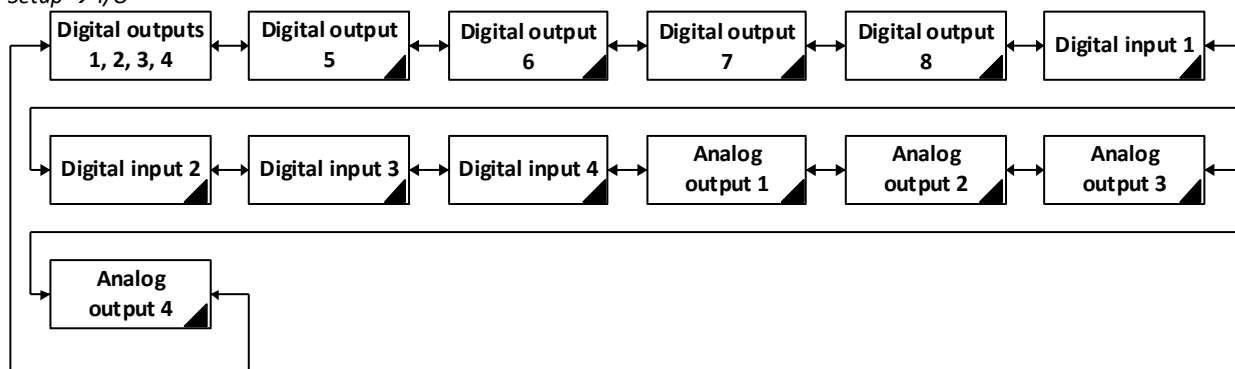 Setup → I/O
Digital outputs
1, 2, 3, 4
Digital output
5
Digital output
6
Digital output
7
Digital output
8
Digital input 1
Digital input 2
Digital input 3
Digital input 4
Analog
output 1
Analog
output 2
Analog
output 3
Analog
output 4